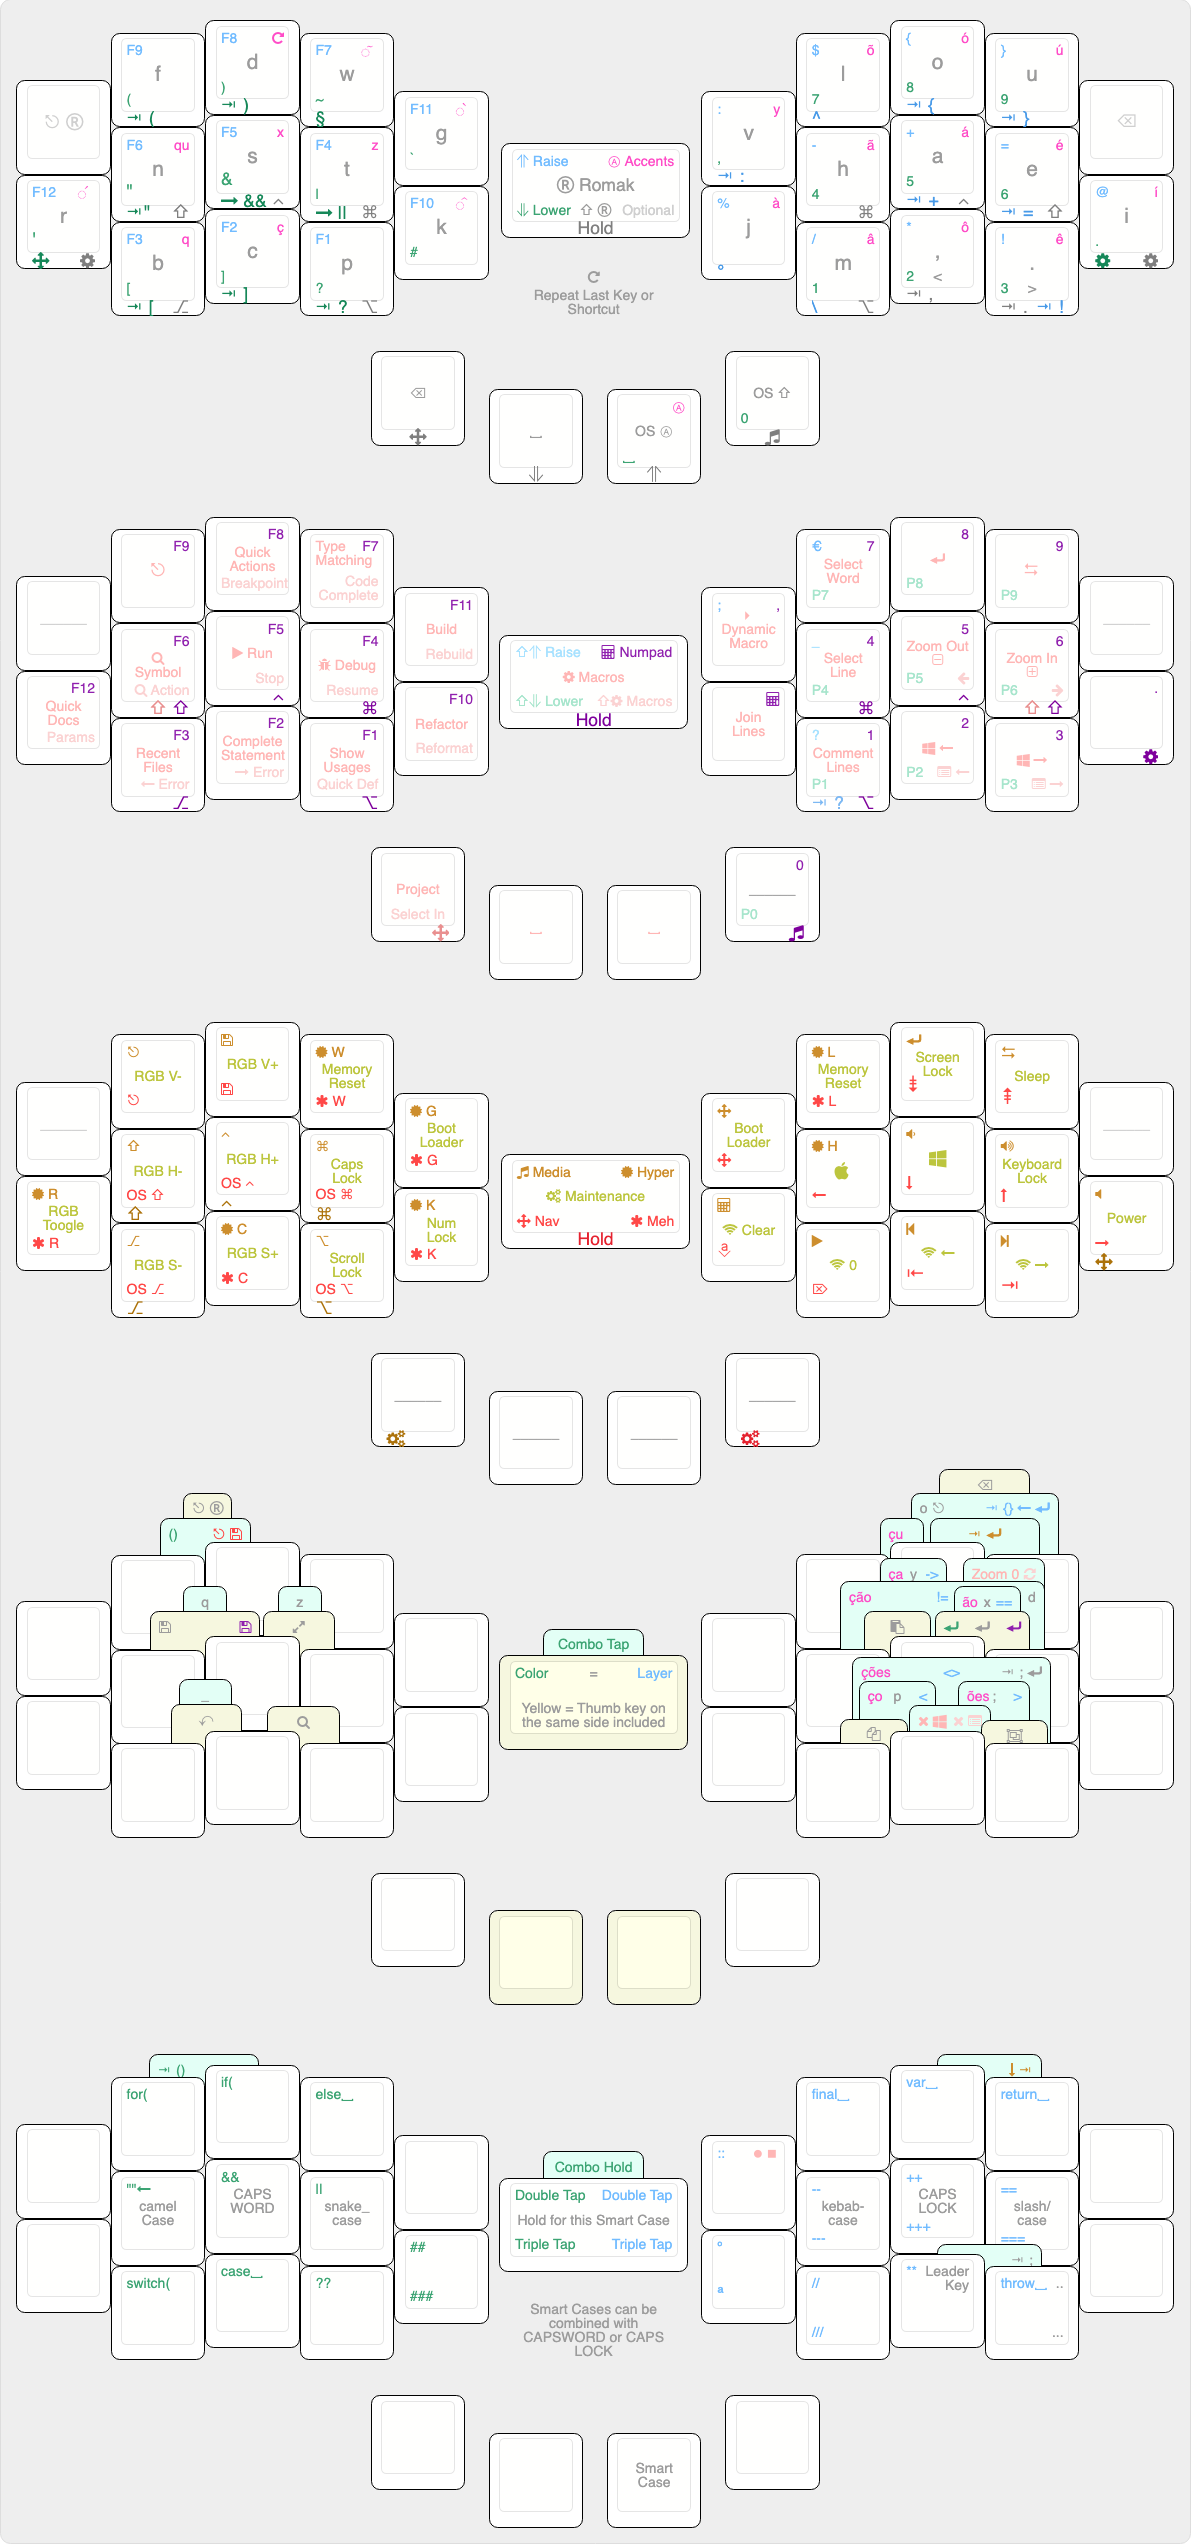 F9 f (
⇥ (
F8 d )
⇥ )
F7 w ~
§
F11 g `
⎋ Ⓡ
F6 qu n "
⇥ " ⇧
F5 x s &
→ && ^
F4 z t |
→ || ⌘
F10 k #
F12 r '
F3 q b [
⇥ [
F2 ç c ]
⇥ ]
F1 p ?
⇥ ? ⌥
Raise Ⓐ Accents
Ⓡ Romak
Lower ⇧ Ⓡ Optional
Hold
Repeat Last Key or
Shortcut
: y v ,
⇥ :
$ õ l 7
^
{ ó o 8
⇥ {
} ú u 9
⇥ }
% à j
°
- ã h 4
⌘
+ á a 5
⇥ + ^
= é e 6
⇥ = ⇧
@ í i .
/ â m 1
\ ⌥
* ô , 2 <
⇥ ,
! ê . 3 >
⇥ . ⇥ !
OS Ⓐ
OS ⇧
0
F9
F8
Quick
Actions
Breakpoint
Type F7
Matching
Code
Complete
F11
Build
Rebuild
F6
Symbol
Action
F5
Run
Stop
F4
Debug
Resume
F10
Refactor
Reformat
F12
Quick
Docs
Params
F3
Recent
Files
← Error
F2
Complete
Statement
→ Error
F1
Show
Usages
Quick Def
Raise Numpad
Macros
Lower Macros
Hold
; ,
Dynamic
Macro
€ 7
Select
Word
P7
8
P8
9
P9
Join
Lines
_ 4
Select
Line
P4
5
Zoom Out
P5
6
Zoom In
P6
.
? 1
Comment
Lines
P1
⇥ ? ⌥
2
P2
3
P3
Project
Select In
0
P0
RGB V-
RGB V+
W
Memory
Reset
W
G
Boot
Loader
G
RGB H-
OS ⇧
RGB H+
OS ^
⌘
Caps
Lock
OS ⌘
K
Num
Lock
K
R
RGB
Toogle
R
RGB S-
OS
C
RGB S+
C
⌥
Scroll
Lock
OS ⌥
Media Hyper
Maintenance
Nav Meh
Hold
Boot
Loader
L
Memory
Reset
L
Screen
Lock
Sleep
Clear
a
H
Keyboard
Lock
Power
0
⎋ Ⓡ
()
q
z
_
Combo Tap
Color = Layer
Yellow = Thumb key on
the same side included
o ⎋ ⇥ {} ← ↵
çu
ça y ->
Zoom 0
ção != ão x == d
ções <> ⇥ ; ↵
ço p < ões ; >
⇥ ()
for(
if(
else
""←
camel
Case
&&
CAPS
WORD
||
snake_
case
##
###
switch(
case
??
Combo Hold
Double Tap Double Tap
Hold for this Smart Case
Triple Tap Triple Tap
Smart Cases can be
combined with
CAPSWORD or CAPS
LOCK
::
final
var
return
--
kebab-
case
---
++
CAPS
LOCK
+++
==
slash/
case
===
⇥ ;
º
ª
//
///
** Leader
Key
throw ..
...
Smart
Case